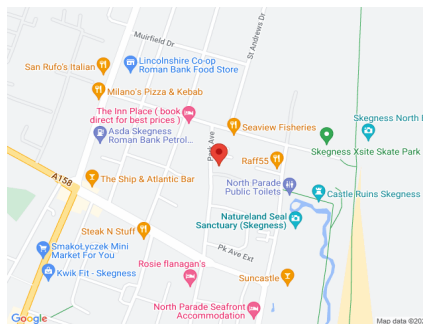 Muirfield Dr
St Andrews Dr
San Rufo's Italian
Lincolnshire Co-op
Roman Bank Food Store
Milano's Pizza & Kebab
The Inn Place ( book
direct for best prices )
Seaview Fisheries
Skegness North B
Asda Skegness
Roman Bank Petrol...
Park Ave
Skegness Xsite Skate Park
Raff55
A158
The Ship & Atlantic Bar
North Parade
Public Toilets
Castle Ruins Skegness
Natureland Seal
Sanctuary (Skegness)
Steak N Stuff
SmakoŁyczek Mini
Market For You
Pk Ave Ext
Kwik Fit - Skegness
Rosie flanagan's
Suncastle
North Parade Seafront
Accommodation
Google
Map data ©202